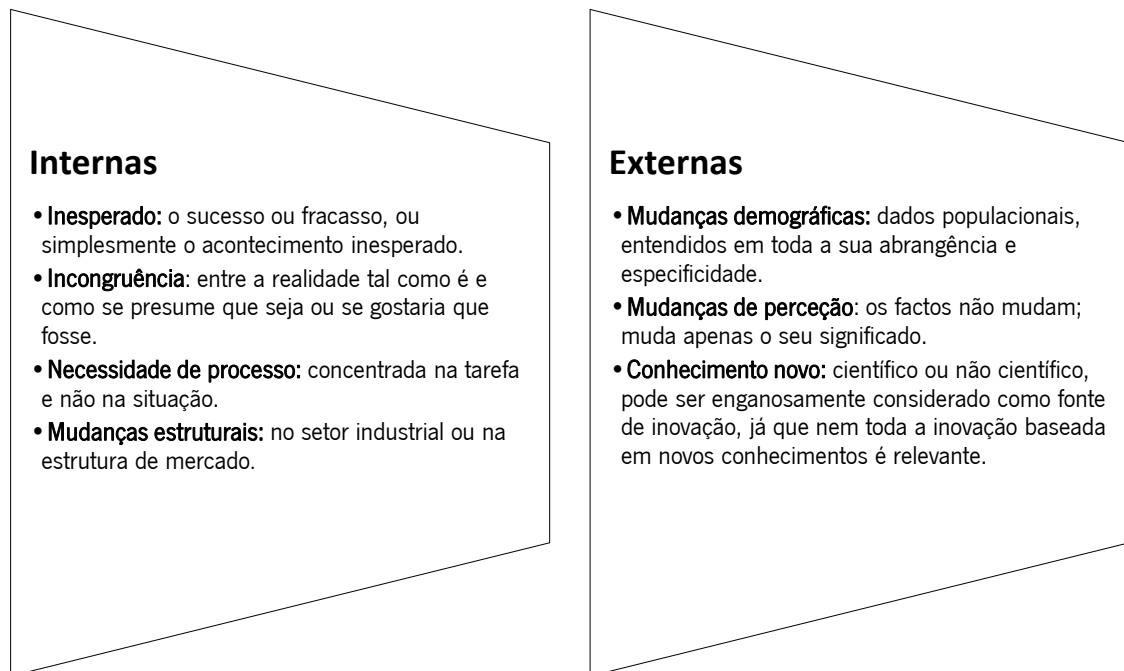 Internas
• Inesperado: o sucesso ou fracasso, ou
simplesmente o acontecimento inesperado.
• Incongruência: entre a realidade tal como é e
como se presume que seja ou se gostaria que
fosse.
• Necessidade de processo: concentrada na tarefa
e não na situação.
• Mudanças estruturais: no setor industrial ou na
estrutura de mercado.
Externas
• Mudanças demográficas: dados populacionais,
entendidos em toda a sua abrangência e
especificidade.
• Mudanças de perceção: os factos não mudam;
muda apenas o seu significado.
• Conhecimento novo: científico ou não científico,
pode ser enganosamente considerado como fonte
de inovação, já que nem toda a inovação baseada
em novos conhecimentos é relevante.